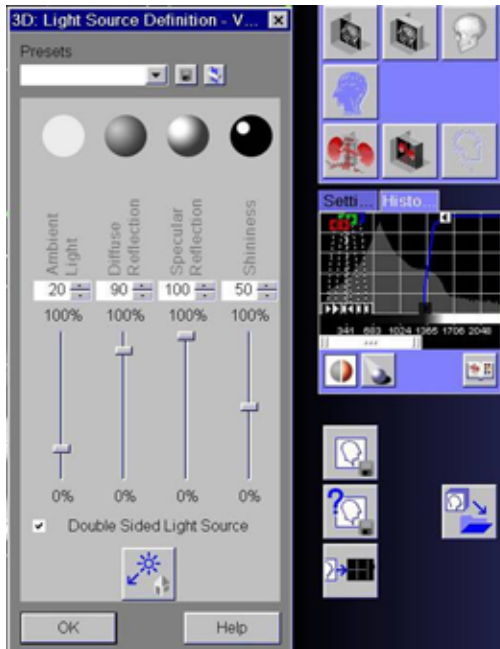 3D: Light Source Definition - V...
Presets
Ambient Light
Diffuse Reflection
Specular Reflection
Shininess
20
90
100
50
100%
100%
100%
100%
0%
0%
0%
0%
Double Sided Light Source
OK
Help
Setti...
Histo...
341 683 1024 1365 1706 2048